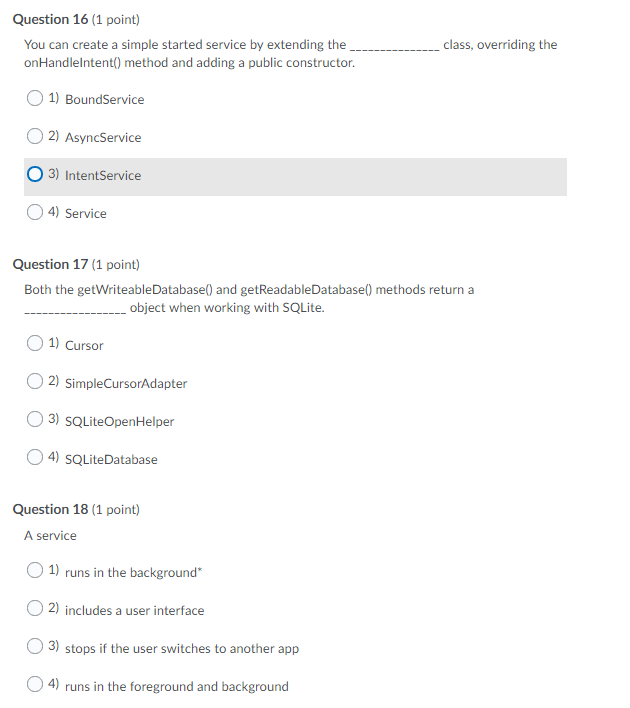 Question 16 (1 point)
You can create a simple started service by extending the _______________ class, overriding the
onHandleIntent() method and adding a public constructor.
1) BoundService
2) AsyncService
3) IntentService
4) Service
Question 17 (1 point)
Both the getWriteableDatabase() and getReadableDatabase() methods return a
_________________ object when working with SQLite.
1) Cursor
2) SimpleCursorAdapter
3) SQLiteOpenHelper
4) SQLiteDatabase
Question 18 (1 point)
A service
1) runs in the background*
2) includes a user interface
3) stops if the user switches to another app
4) runs in the foreground and background